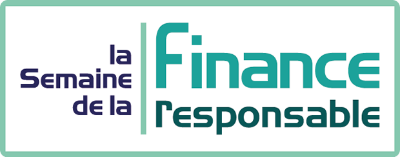 la
Semaine
de la
Finance
responsable